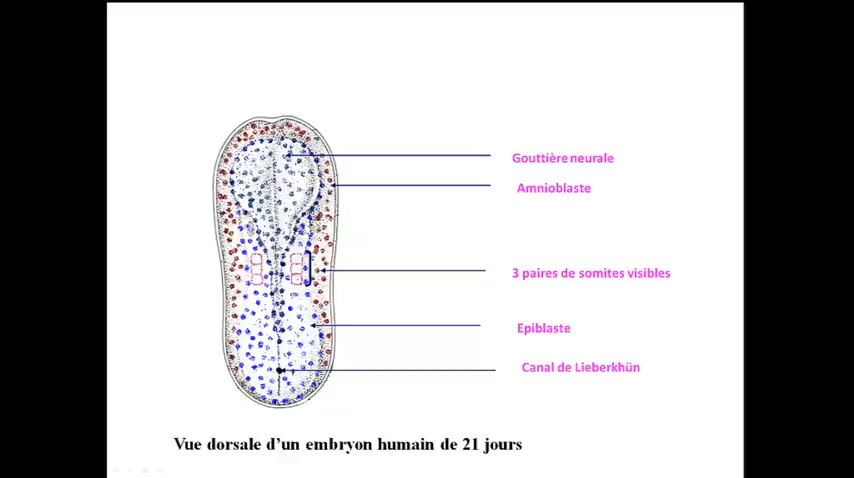 Gouttière neurale
Amnioblaste
3 paires de somites visibles
Epiblaste
Canal de Lieberkhün
Vue dorsale d'un embryon humain de 21 jours